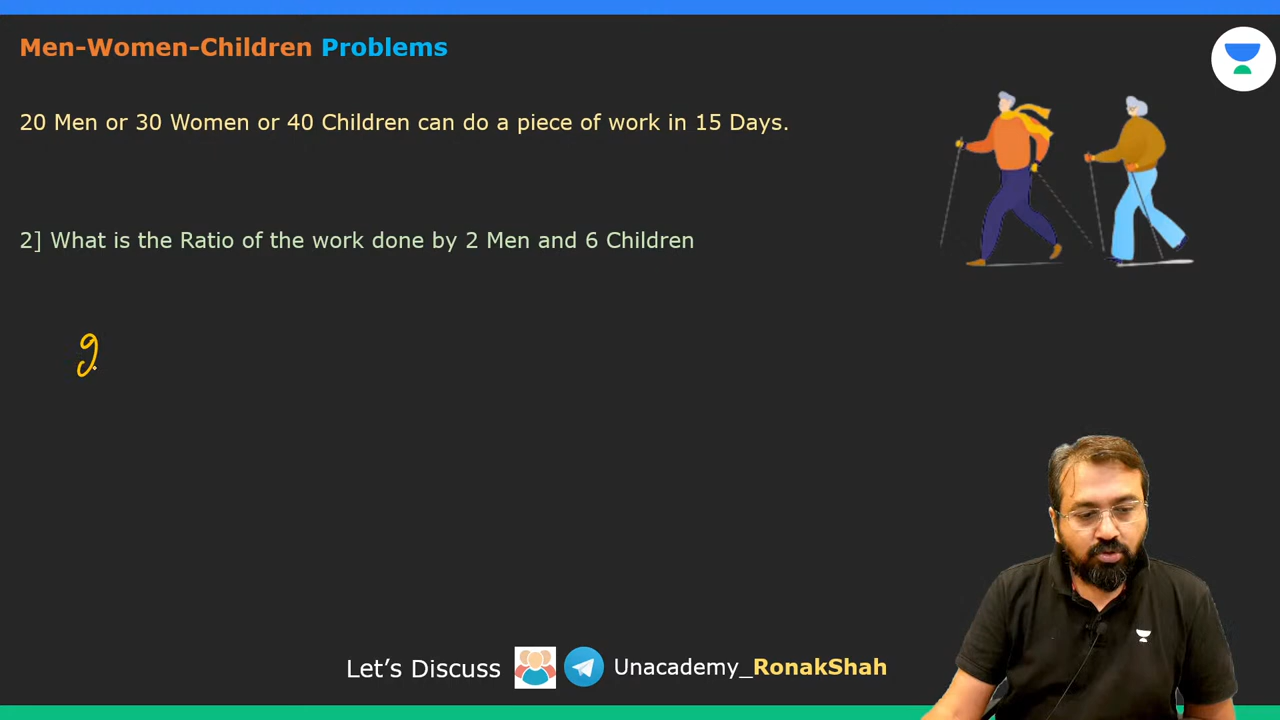 Men-Women-Children Problems
20 Men or 30 Women or 40 Children can do a piece of work in 15 Days.
2] What is the Ratio of the work done by 2 Men and 6 Children
Let’s Discuss Unacademy_RonakShah